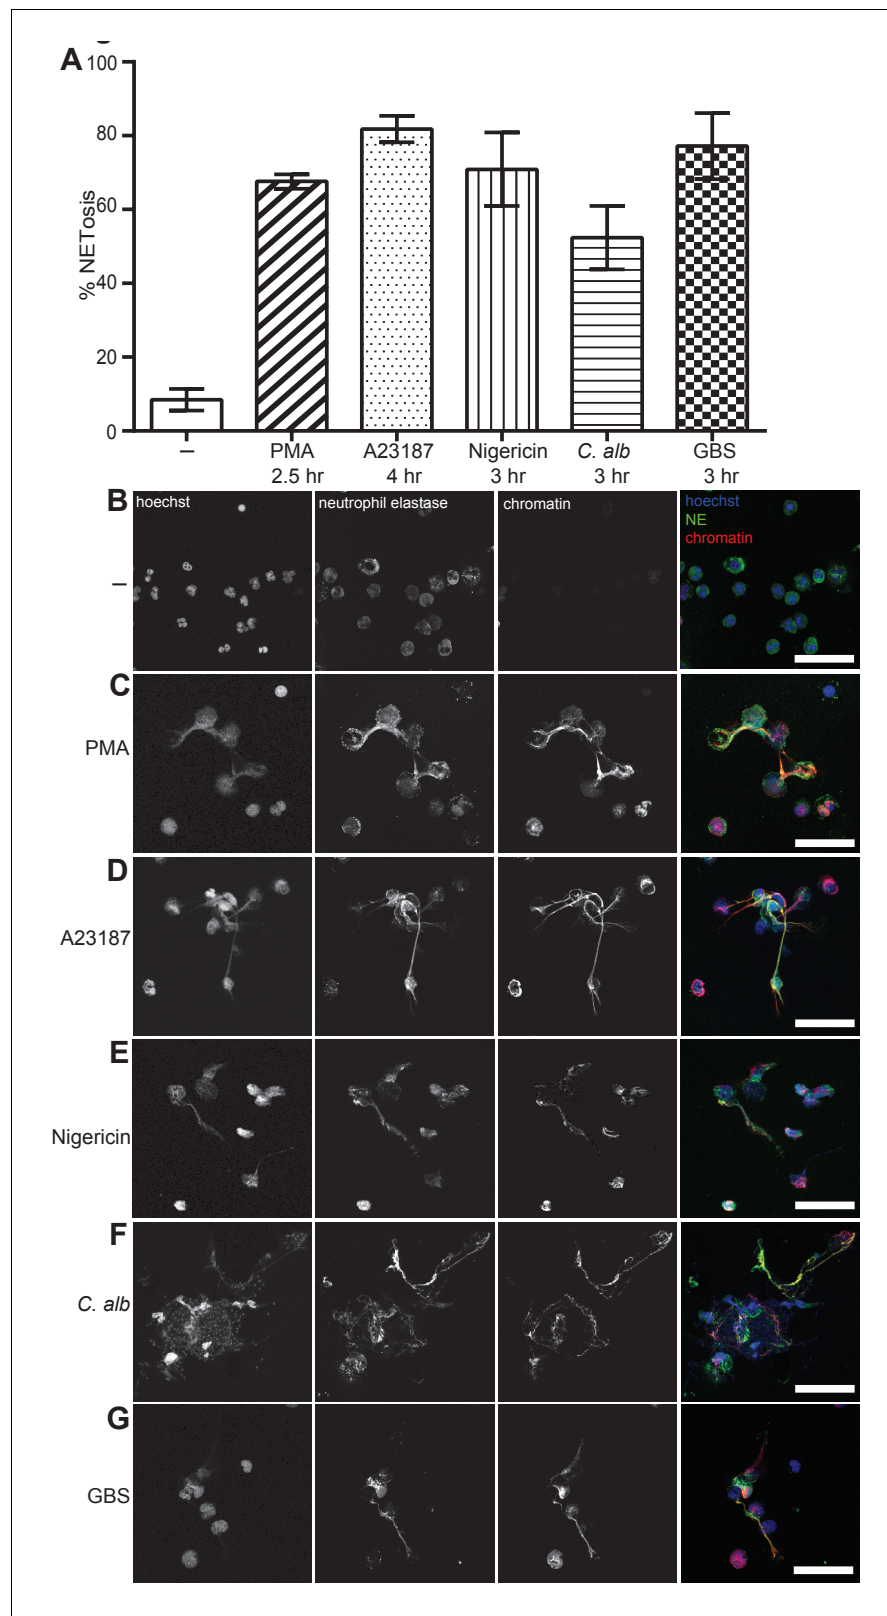 A
100
80
60
40
20
0
% NETosis
– PMA A23187 Nigericin C. alb GBS
2.5 hr 4 hr 3 hr 3 hr 3 hr
B hoechst neutrophil elastase chromatin hoechst
NE
chromatin
–
C
PMA
D
A23187
E
Nigericin
F
C. alb
G
GBS